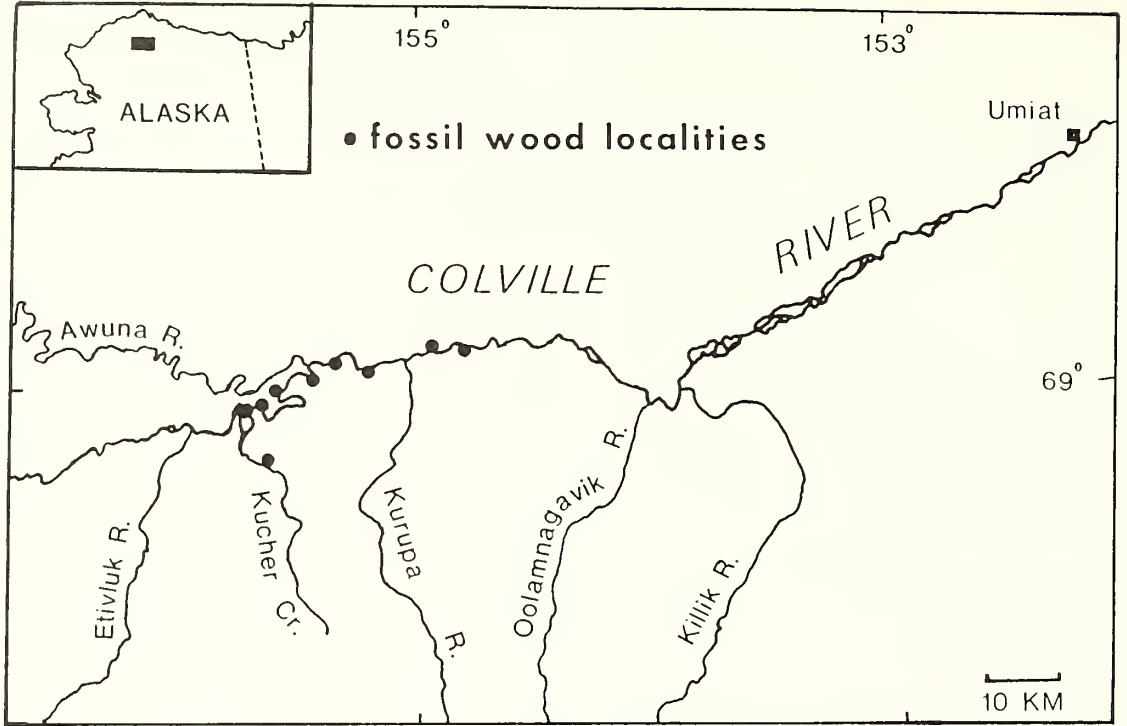 155°
153°
ALASKA
• fossil wood localities
Umiat
COLVILLE RIVER
Awuna R.
69°
Etivluk R.
Kucher Cr.
Kurupa R.
Oolamnagavik R.
Killik R.
10 KM